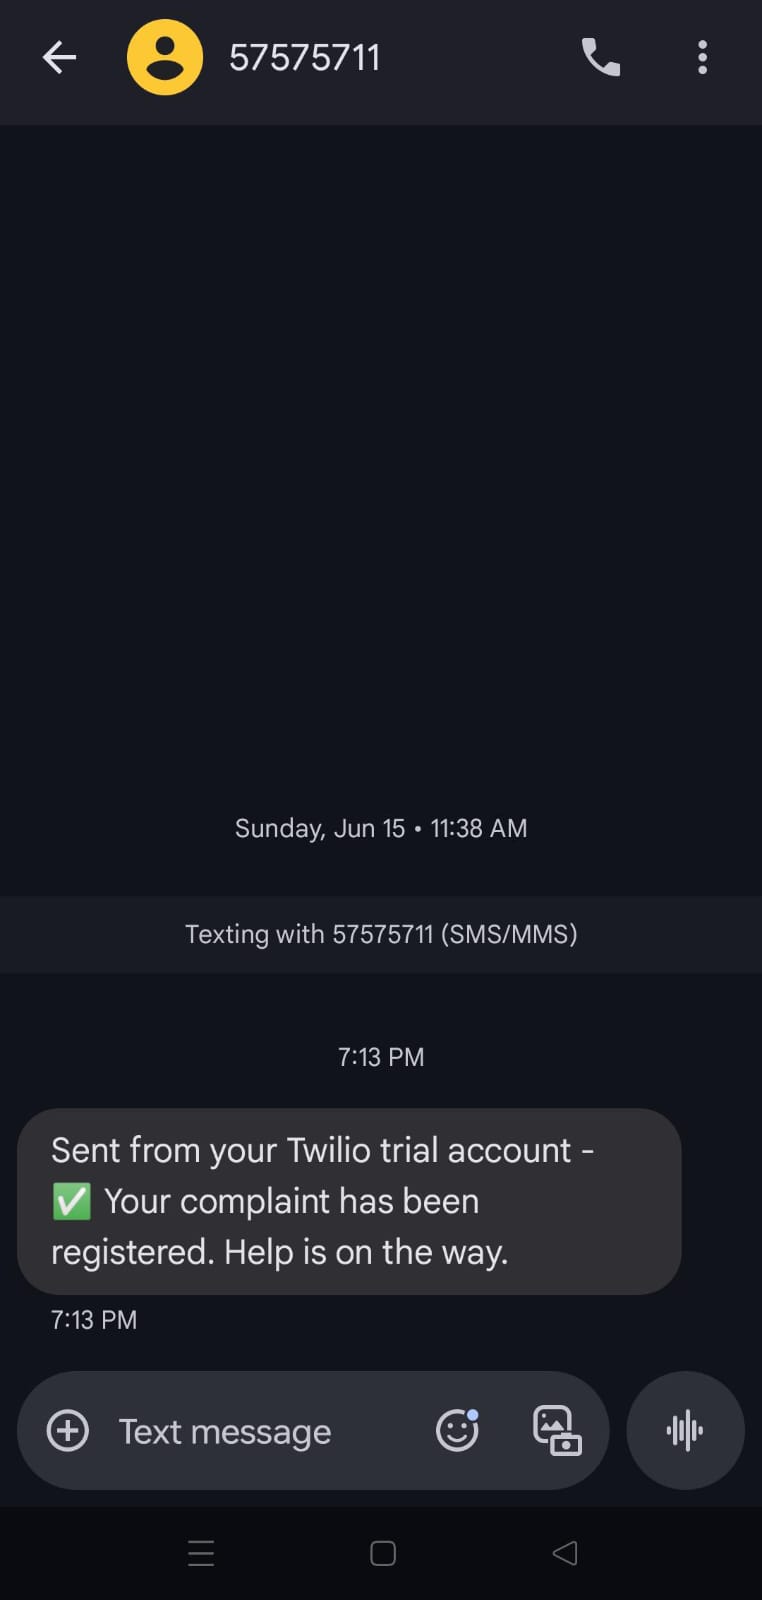 57575711
Sunday, Jun 15 • 11:38 AM
Texting with 57575711 (SMS/MMS)
7:13 PM
Sent from your Twilio trial account -
✅ Your complaint has been
registered. Help is on the way.
7:13 PM
Text message